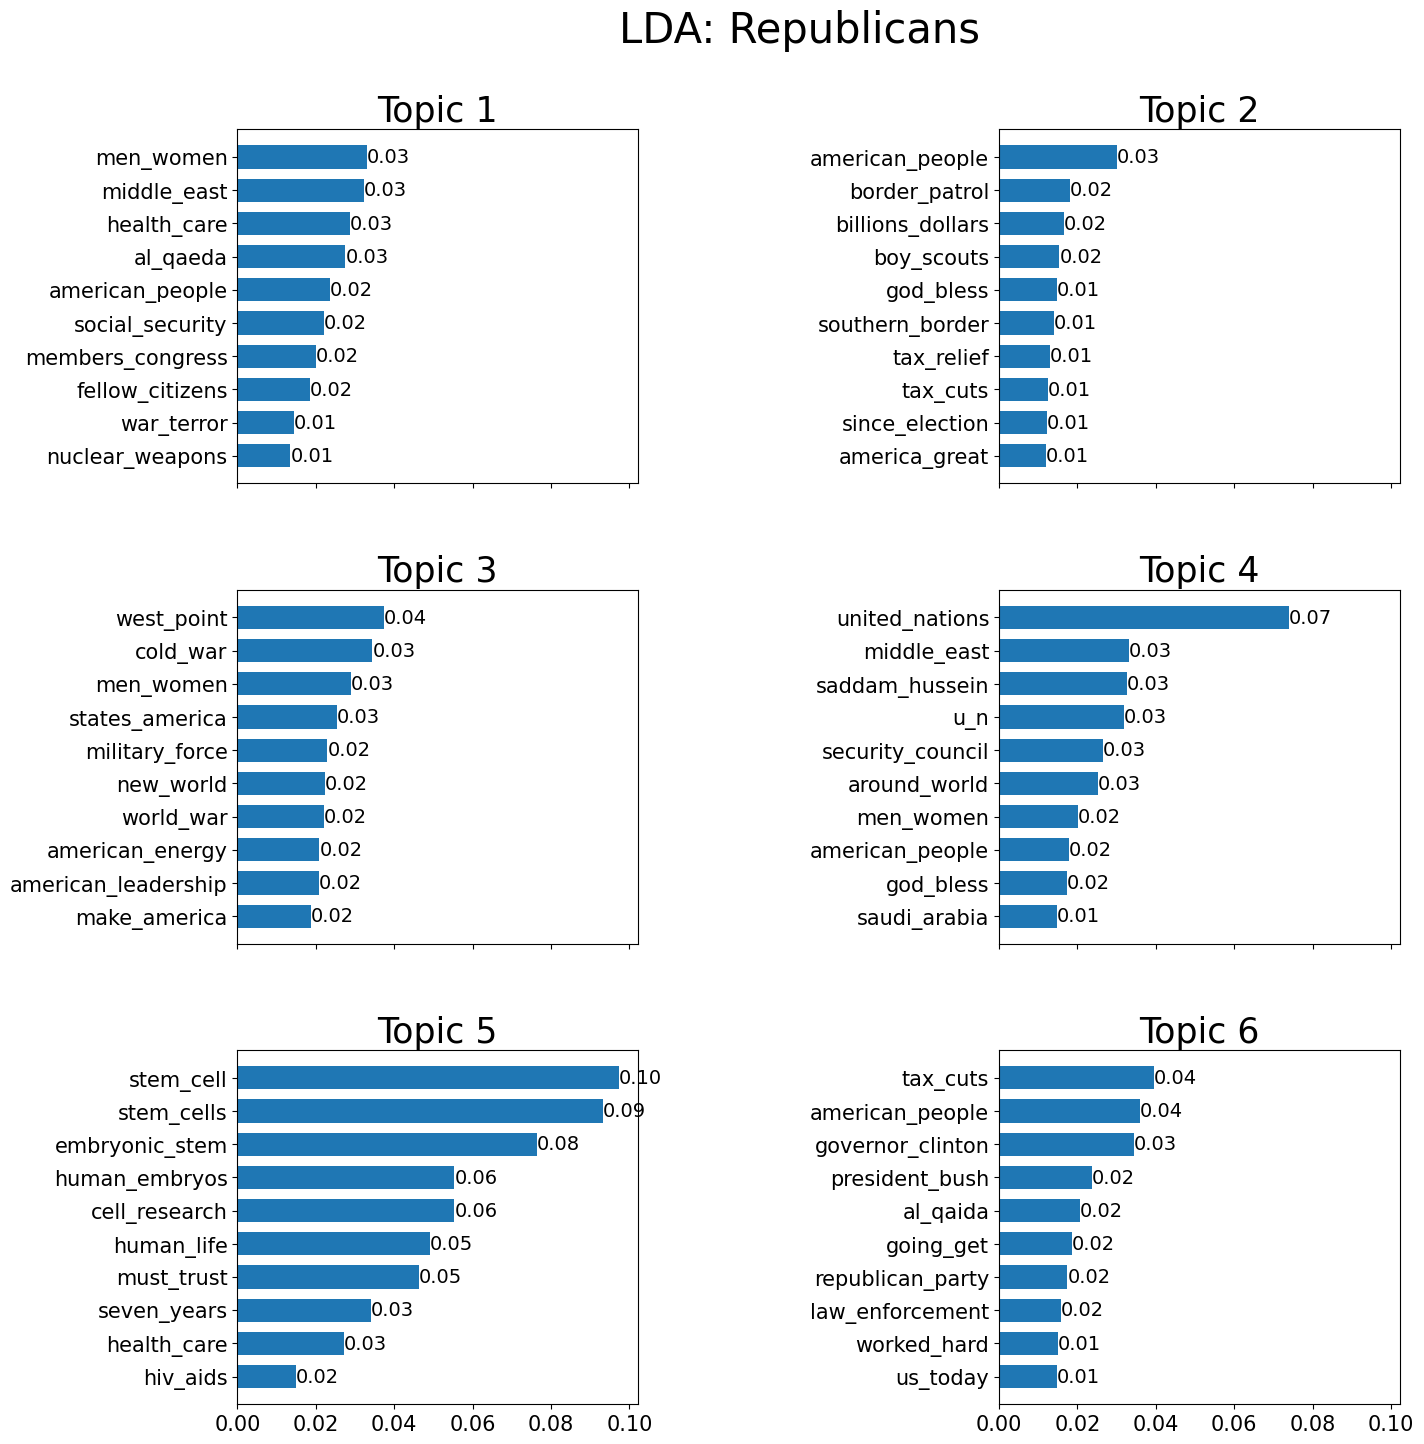 LDA: Republicans
Topic 1
men_women 0.03
middle_east 0.03
health_care 0.03
al_qaeda 0.03
american_people 0.02
social_security 0.02
members_congress 0.02
fellow_citizens 0.02
war_terror 0.01
nuclear_weapons 0.01
Topic 2
american_people 0.03
border_patrol 0.02
billions_dollars 0.02
boy_scouts 0.02
god_bless 0.01
southern_border 0.01
tax_relief 0.01
tax_cuts 0.01
since_election 0.01
america_great 0.01
Topic 3
west_point 0.04
cold_war 0.03
men_women 0.03
states_america 0.03
military_force 0.02
new_world 0.02
world_war 0.02
american_energy 0.02
american_leadership 0.02
make_america 0.02
Topic 4
united_nations 0.07
middle_east 0.03
saddam_hussein 0.03
u_n 0.03
security_council 0.03
around_world 0.03
men_women 0.02
american_people 0.02
god_bless 0.02
saudi_arabia 0.01
Topic 5
stem_cell 0.10
stem_cells 0.09
embryonic_stem 0.08
human_embryos 0.06
cell_research 0.06
human_life 0.05
must_trust 0.05
seven_years 0.03
health_care 0.03
hiv_aids 0.02
0.00 0.02 0.04 0.06 0.08 0.10
Topic 6
tax_cuts 0.04
american_people 0.04
governor_clinton 0.03
president_bush 0.02
al_qaida 0.02
going_get 0.02
republican_party 0.02
law_enforcement 0.02
worked_hard 0.01
us_today 0.01
0.00 0.02 0.04 0.06 0.08 0.10